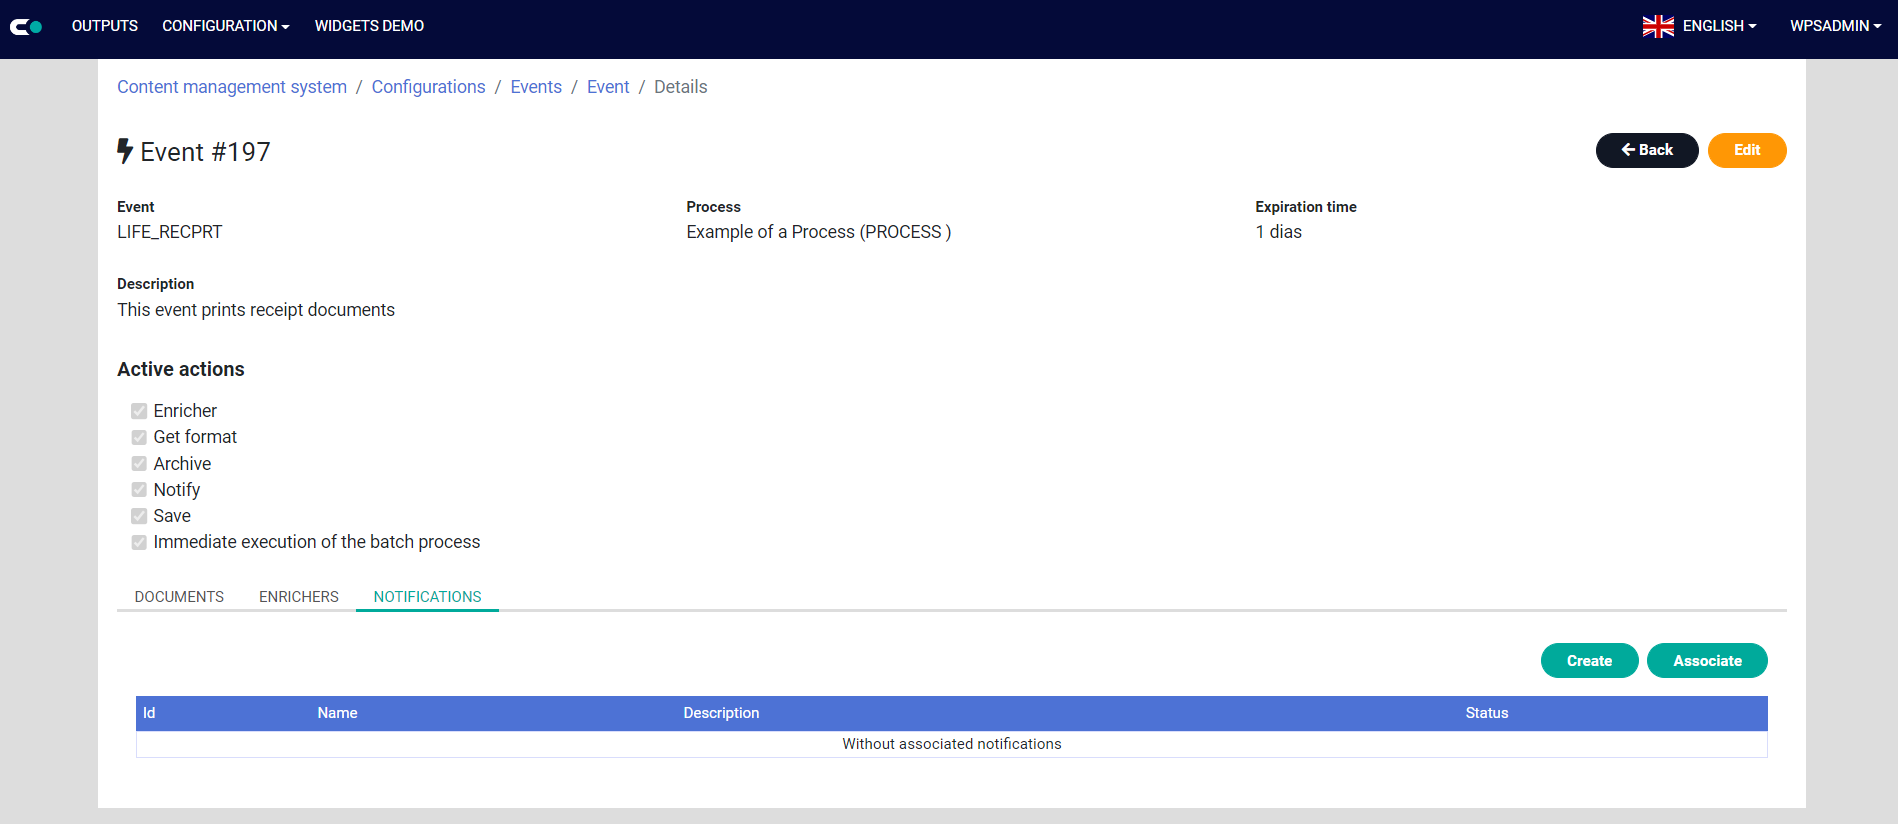 OUTPUTS CONFIGURATION WIDGETS DEMO ENGLISH WPSADMIN
Content management system / Configurations / Events / Event / Details
Event #197 Back Edit
Event Process Expiration time
LIFE_RECPRT Example of a Process (PROCESS ) 1 dias
Description
This event prints receipt documents
Active actions
Enricher
Get format
Archive
Notify
Save
Immediate execution of the batch process
DOCUMENTS ENRICHERS NOTIFICATIONS
Create Associate
Id Name Description Status
Without associated notifications